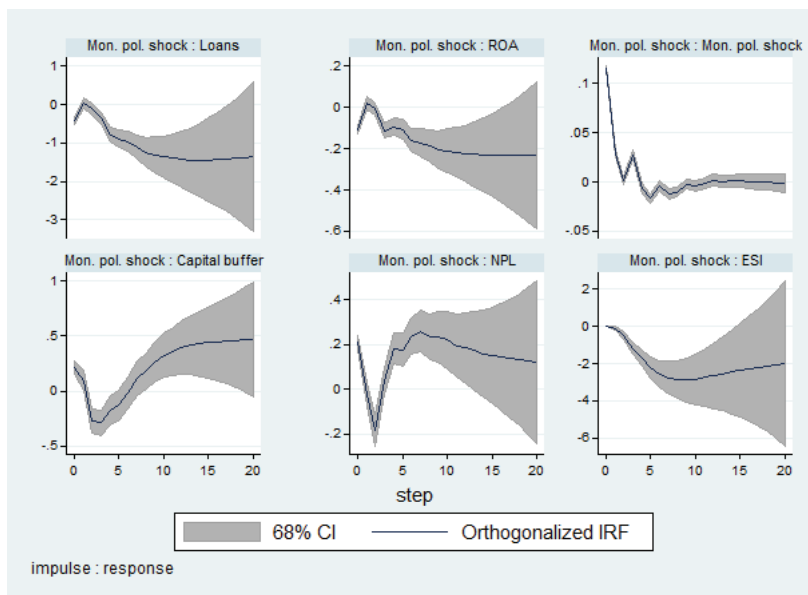 Mon. pol. shock : Loans
Mon. pol. shock : ROA
Mon. pol. shock : Mon. pol. shock
1
0
-1
-2
-3
.2
0
-.2
-.4
-.6
.1
.05
0
-.05
Mon. pol. shock : Capital buffer
Mon. pol. shock : NPL
Mon. pol. shock : ESI
1
.5
0
-.5
0 5 10 15 20
.4
.2
0
-.2
0 5 10 15 20
2
0
-2
-4
-6
0 5 10 15 20
step
68% CI Orthogonalized IRF
impulse : response